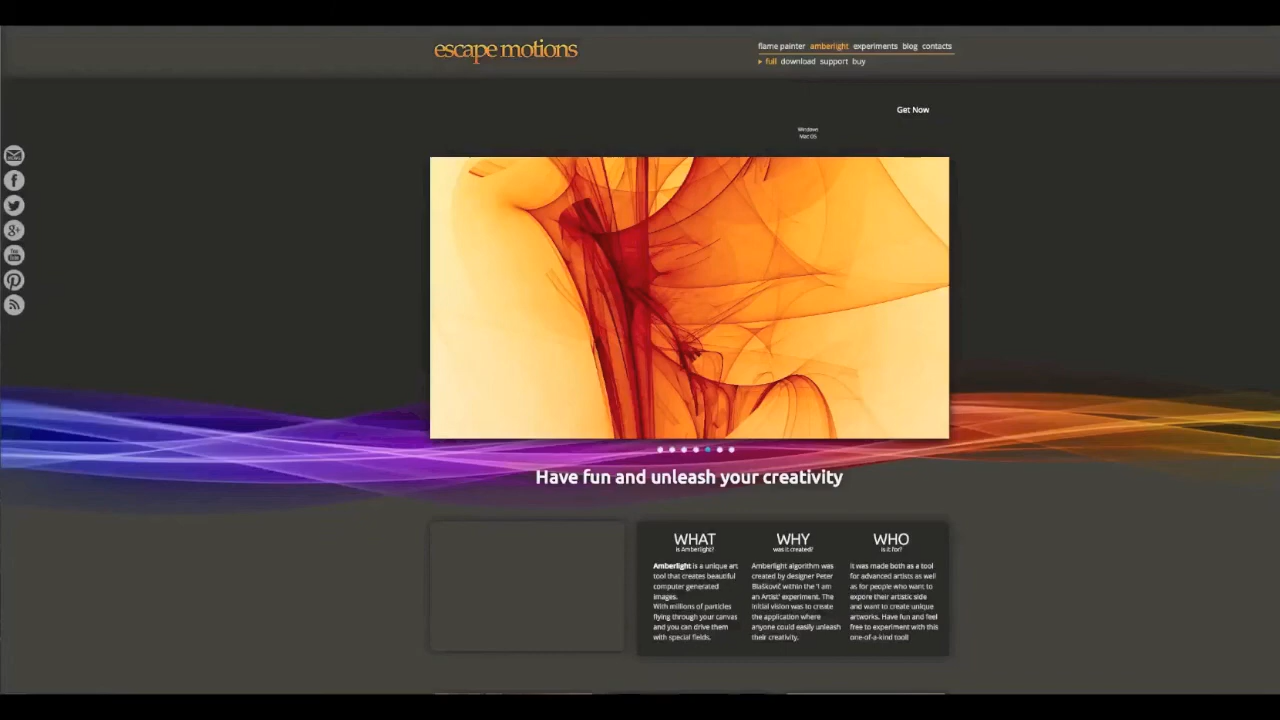 escape motions
flame painter amberlight experiments blog contacts
full download support buy
Get Now
Windows
Mac OS
Have fun and unleash your creativity
WHAT
is Amberlight?
Amberlight is a unique art
tool that creates beautiful
computer generated
images.
With millions of particles
flying through your canvas
and you can drive them
with special fields.
WHY
was it created?
Amberlight algorithm was
created by designer Peter
Blaškovič within the 'I am
an Artist' experiment. The
initial vision was to create
the application where
anyone could easily unleash
their creativity.
WHO
is it for?
It was made both as a tool
for advanced artists as well
as for people who want to
expore their artistic side
and want to create unique
artworks. Have fun and feel
free to experiment with this
one-of-a-kind tool!